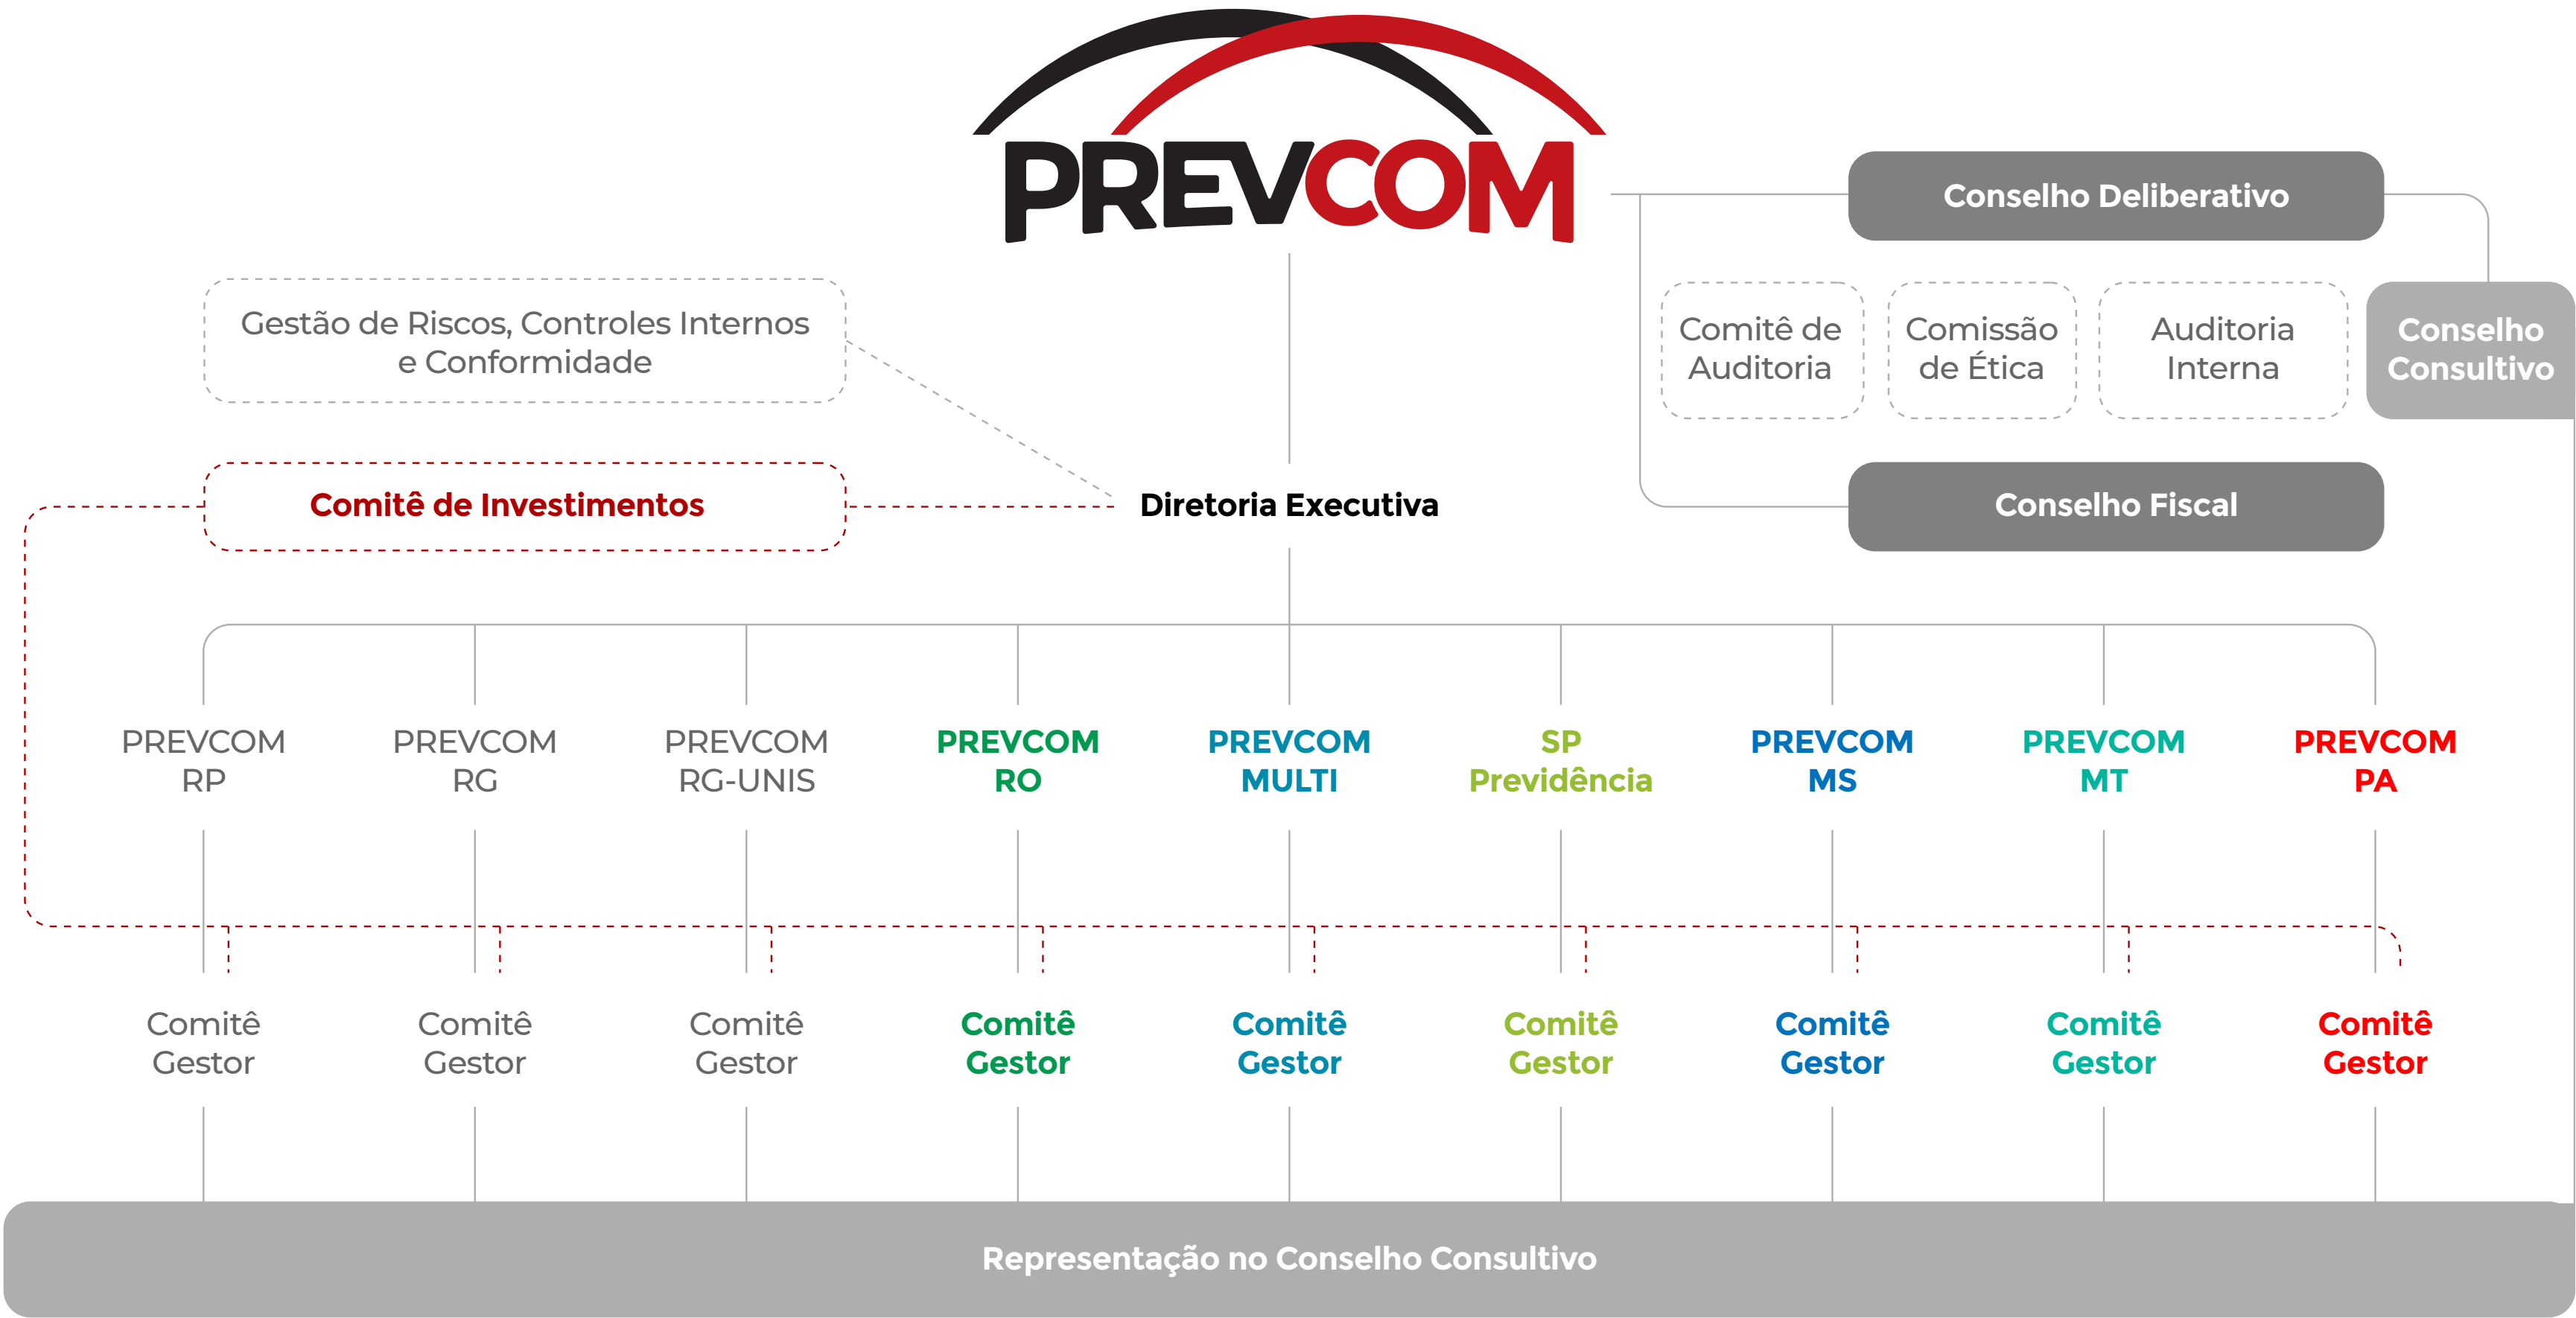 PREVCOM
Conselho Deliberativo
Gestão de Riscos, Controles Internos
e Conformidade
Comitê de
Auditoria
Comissão
de Ética
Auditoria
Interna
Conselho
Consultivo
Comitê de Investimentos
Diretoria Executiva
Conselho Fiscal
PREVCOM
RP
PREVCOM
RG
PREVCOM
RG-UNIS
PREVCOM
RO
PREVCOM
MULTI
SP
Previdência
PREVCOM
MS
PREVCOM
MT
PREVCOM
PA
Comitê
Gestor
Comitê
Gestor
Comitê
Gestor
Comitê
Gestor
Comitê
Gestor
Comitê
Gestor
Comitê
Gestor
Comitê
Gestor
Comitê
Gestor
Representação no Conselho Consultivo